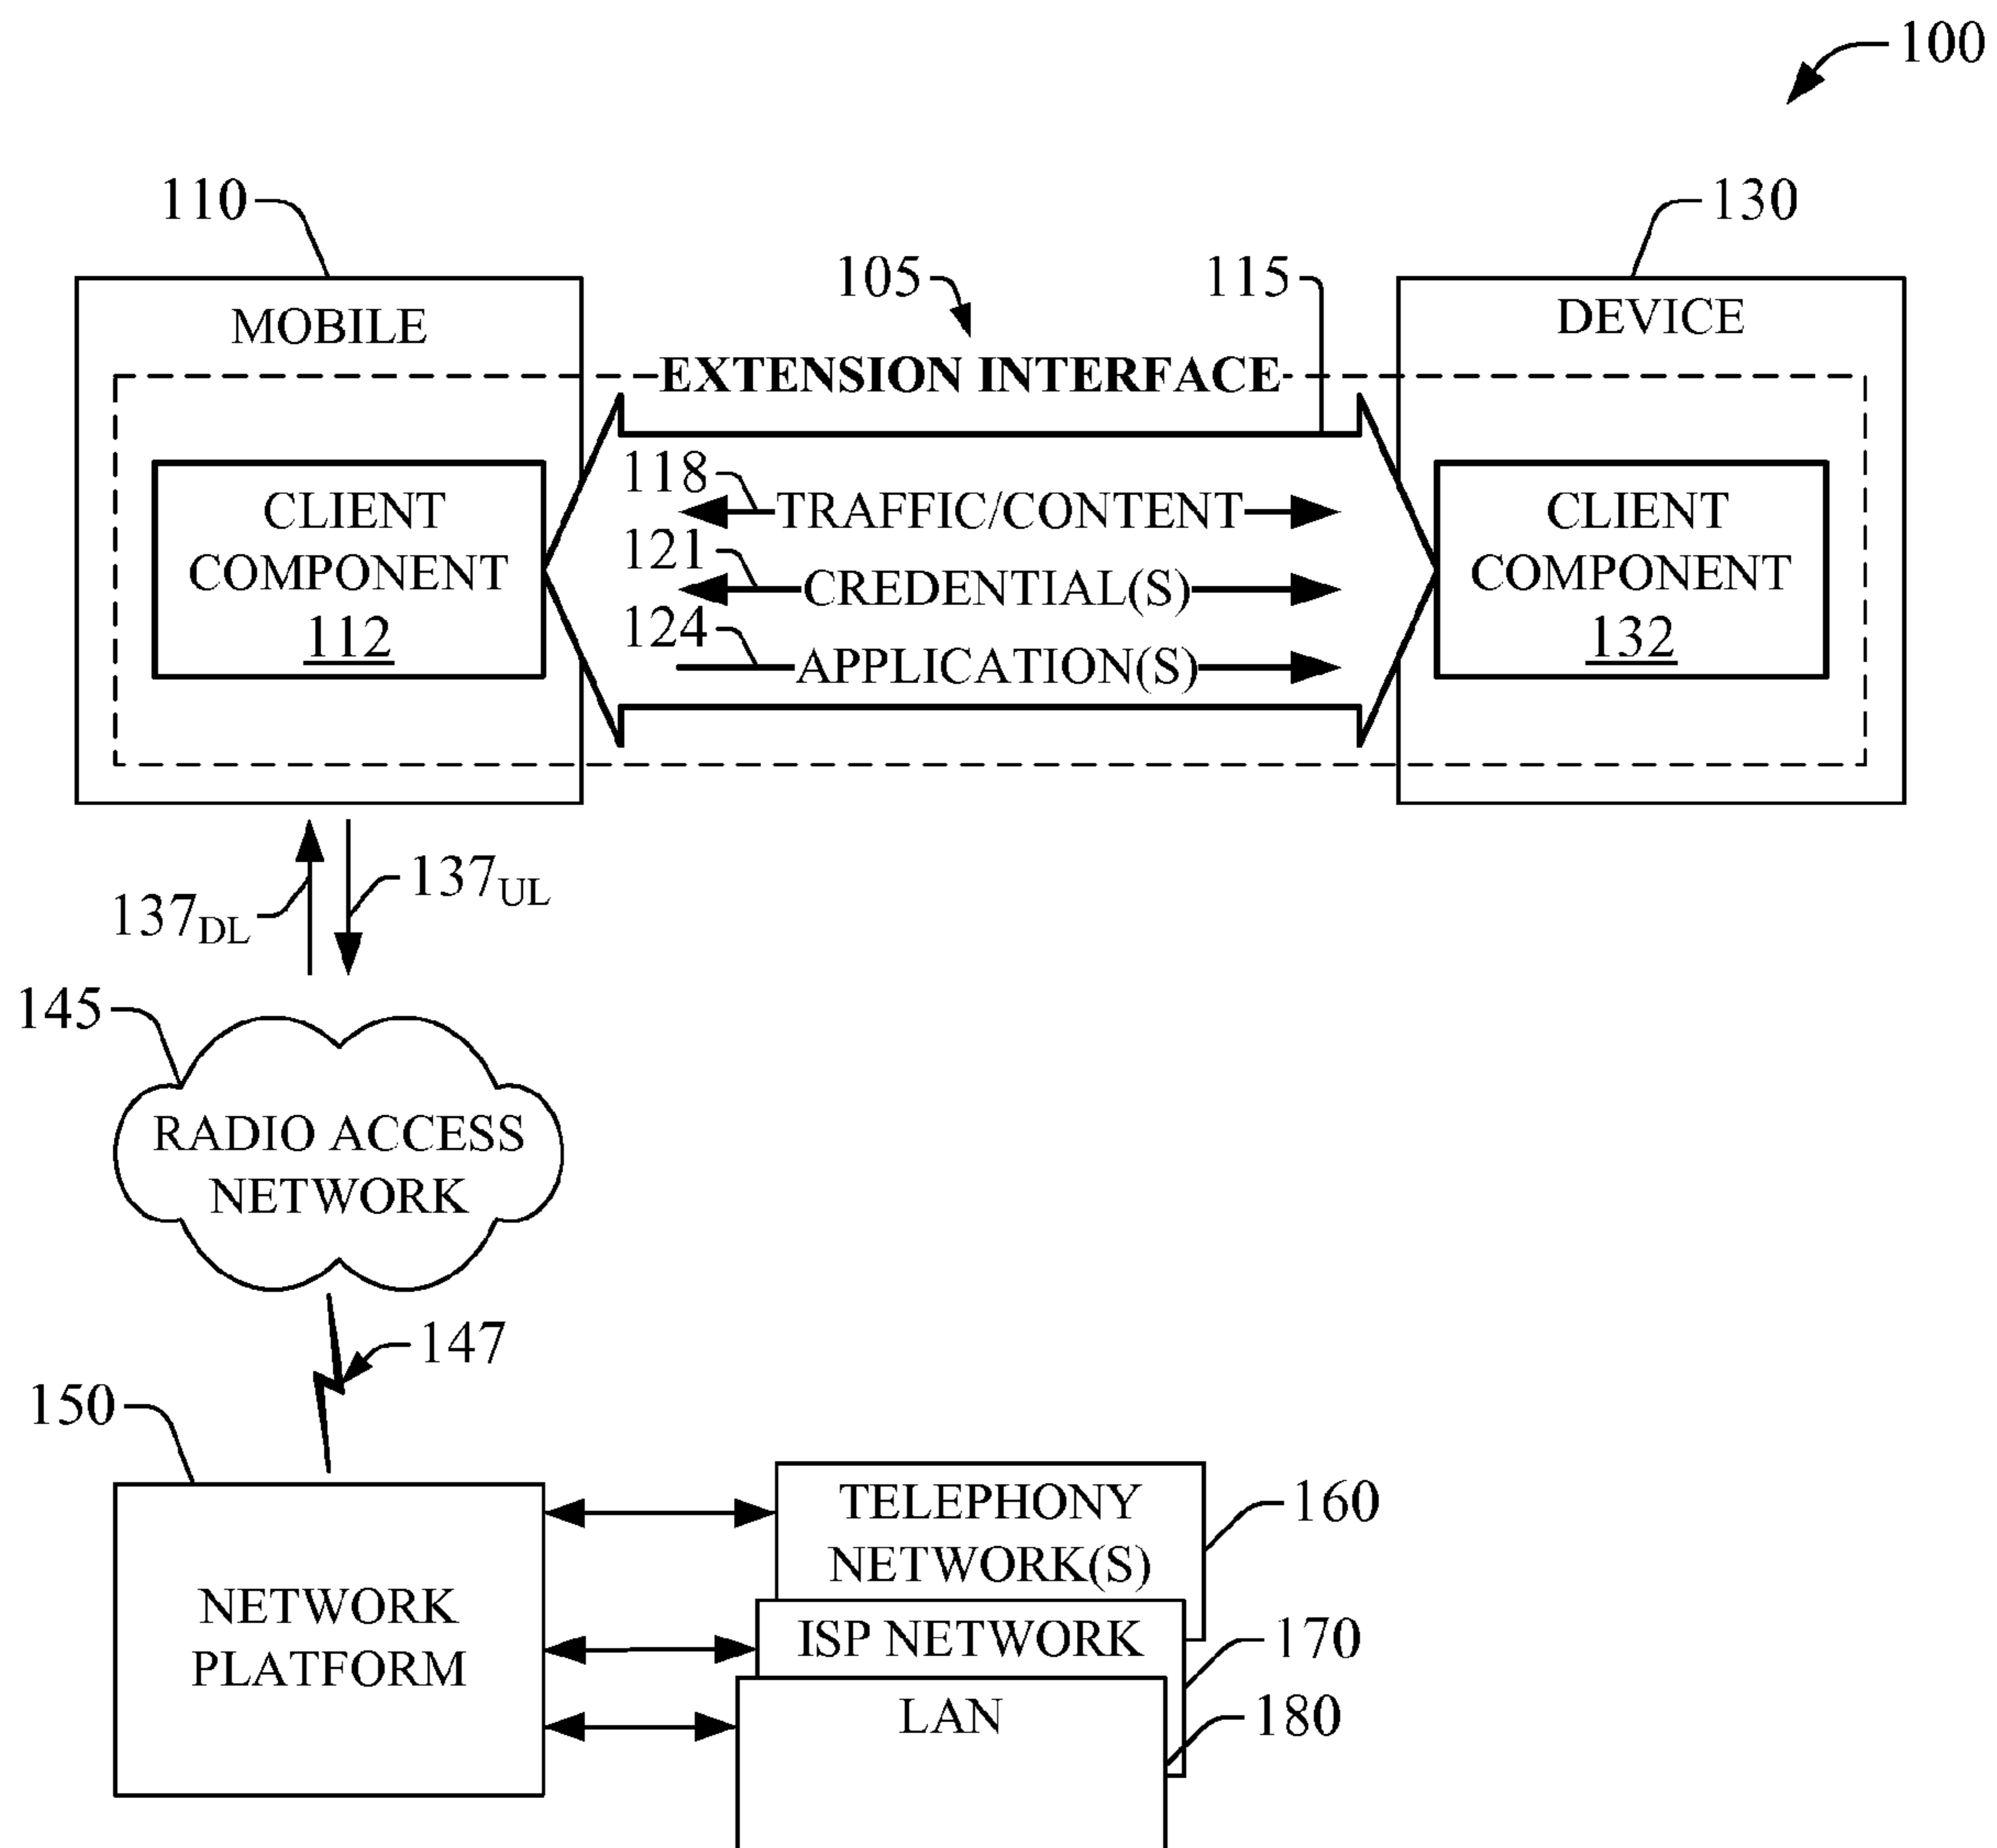 100
110
130
105
115
MOBILE
DEVICE
EXTENSION INTERFACE
118
TRAFFIC/CONTENT
CLIENT
COMPONENT
112
121
CREDENTIAL(S)
124
APPLICATION(S)
CLIENT
COMPONENT
132
137DL
137UL
145
RADIO ACCESS
NETWORK
147
150
NETWORK
PLATFORM
TELEPHONY
NETWORK(S)
160
ISP NETWORK
170
LAN
180